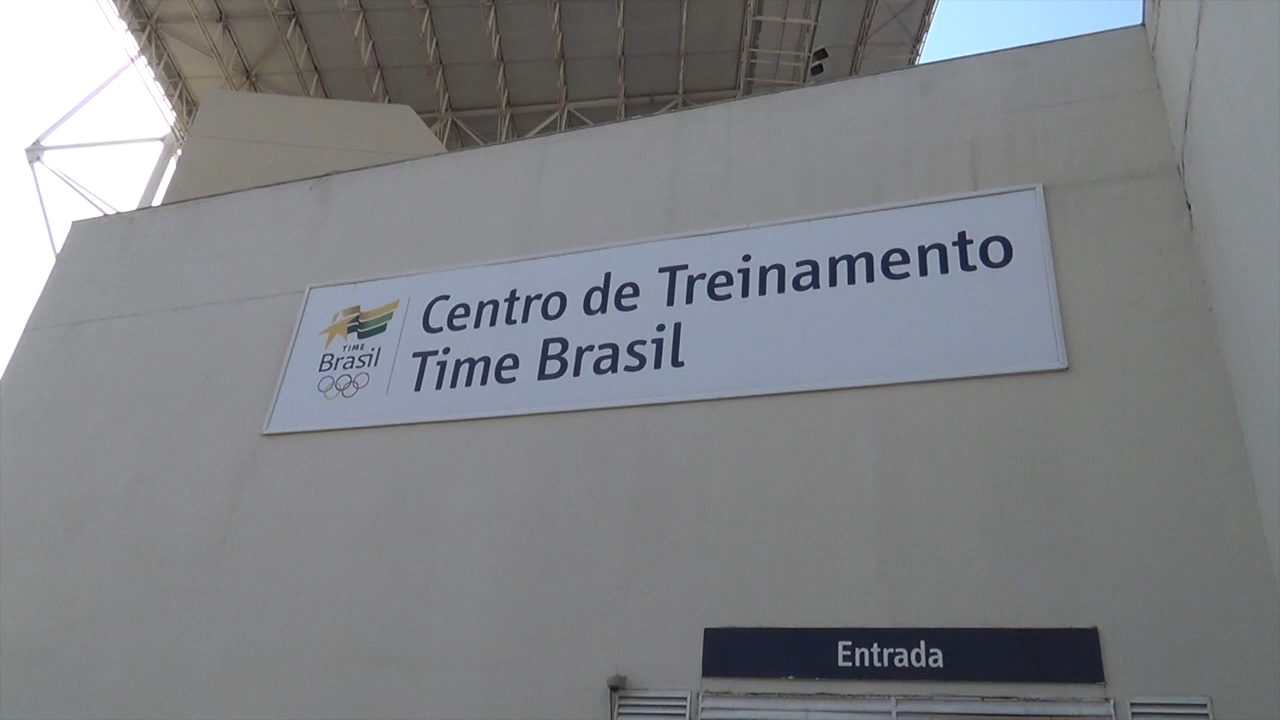 Centro de Treinamento
Time Brasil
TIME
Brasil
Entrada